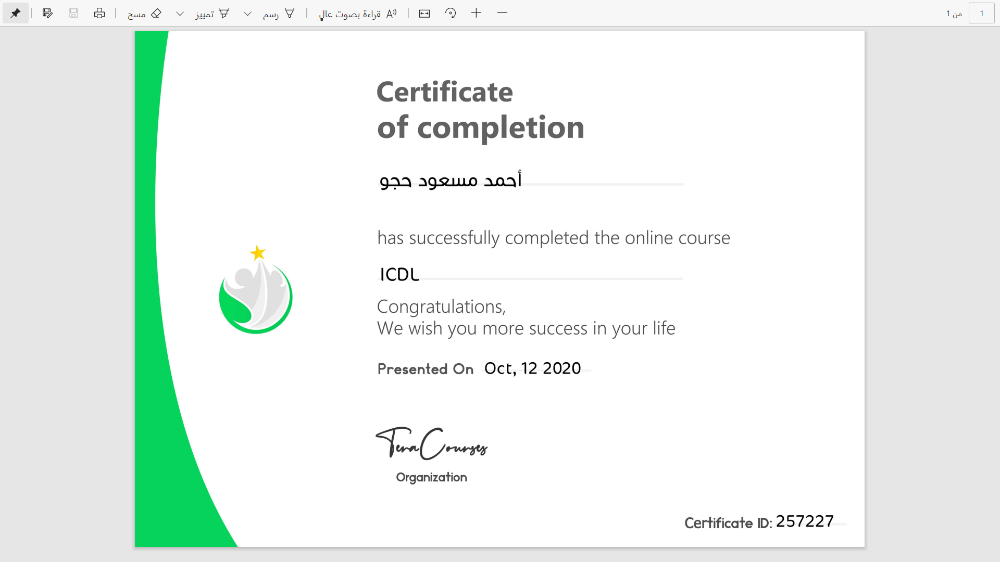 مسح
تمييز
رسم
قراءة بصوت عالٍ
1 من 1
Certificate
of completion
أحمد مسعود حجو
has successfully completed the online course
ICDL
Congratulations,
We wish you more success in your life
Presented On Oct, 12 2020
TeraCourses
Organization
Certificate ID: 257227